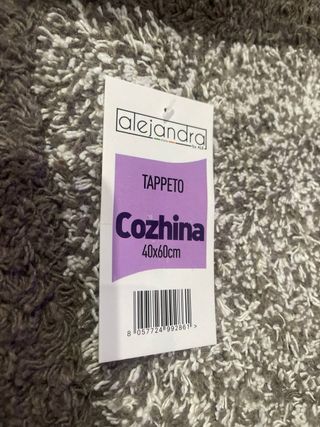 alejandra
TAPPETO
Cozhina
40x60cm
8 057724 992861 >